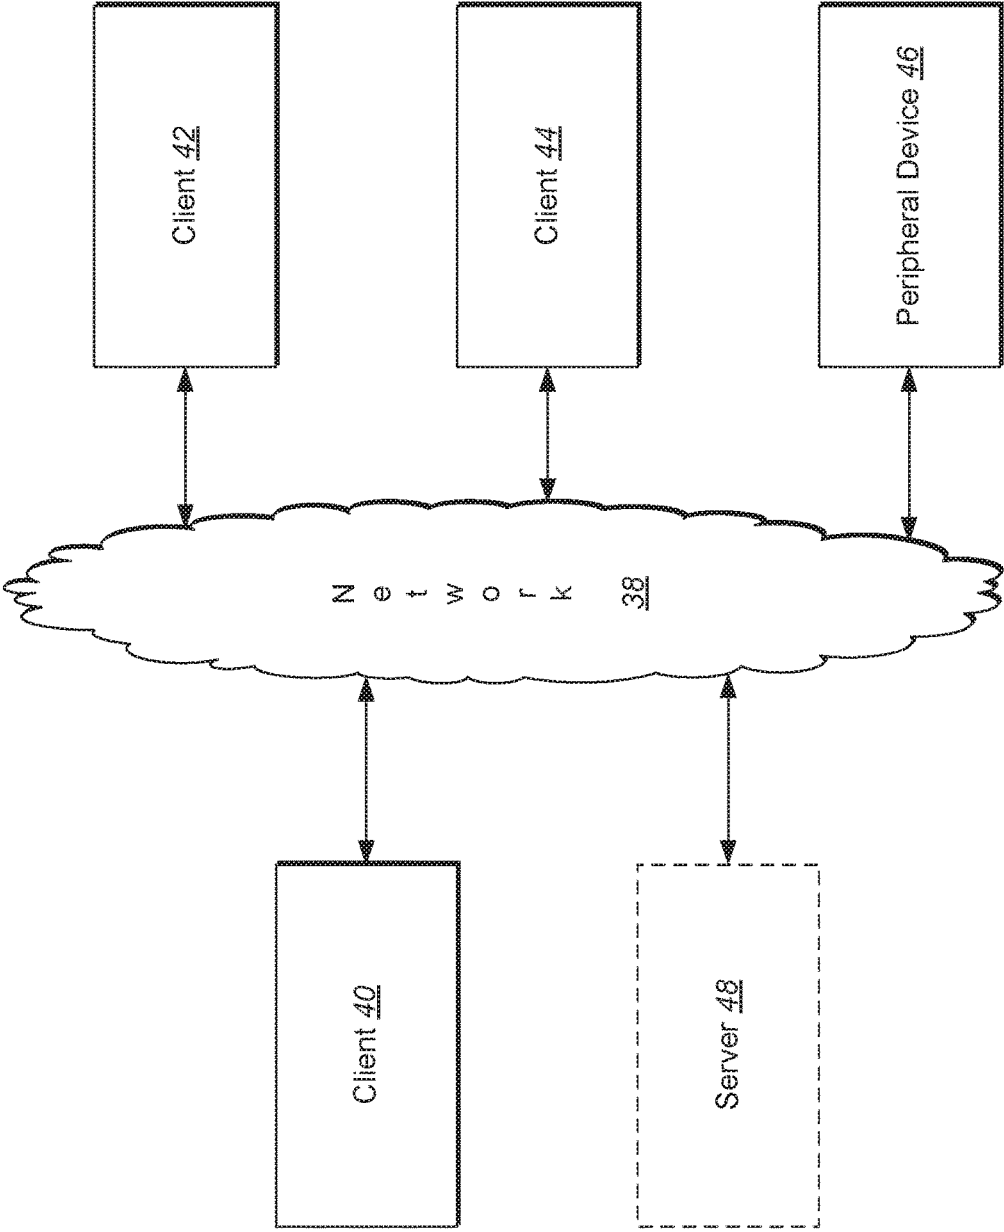 Client 40
Server 48
N
e
t
w
o
r
k
38
Client 42
Client 44
Peripheral Device 46